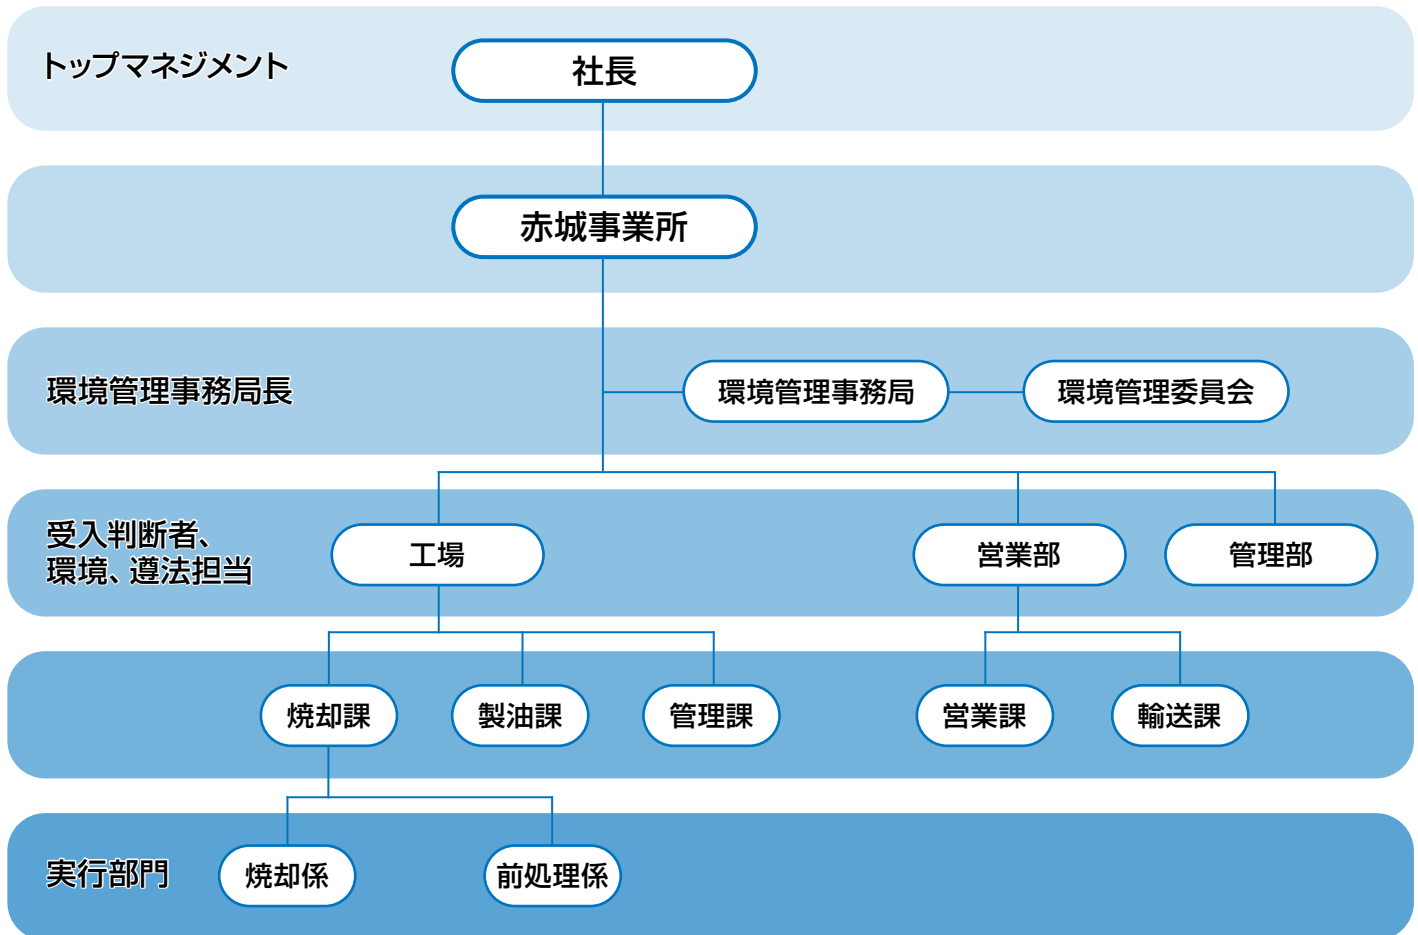 トップマネジメント
社長
赤城事業所
環境管理事務局長
環境管理事務局
環境管理委員会
受入判断者、
環境、遵法担当
工場
営業部
管理部
焼却課
製油課
管理課
営業課
輸送課
実行部門
焼却係
前処理係